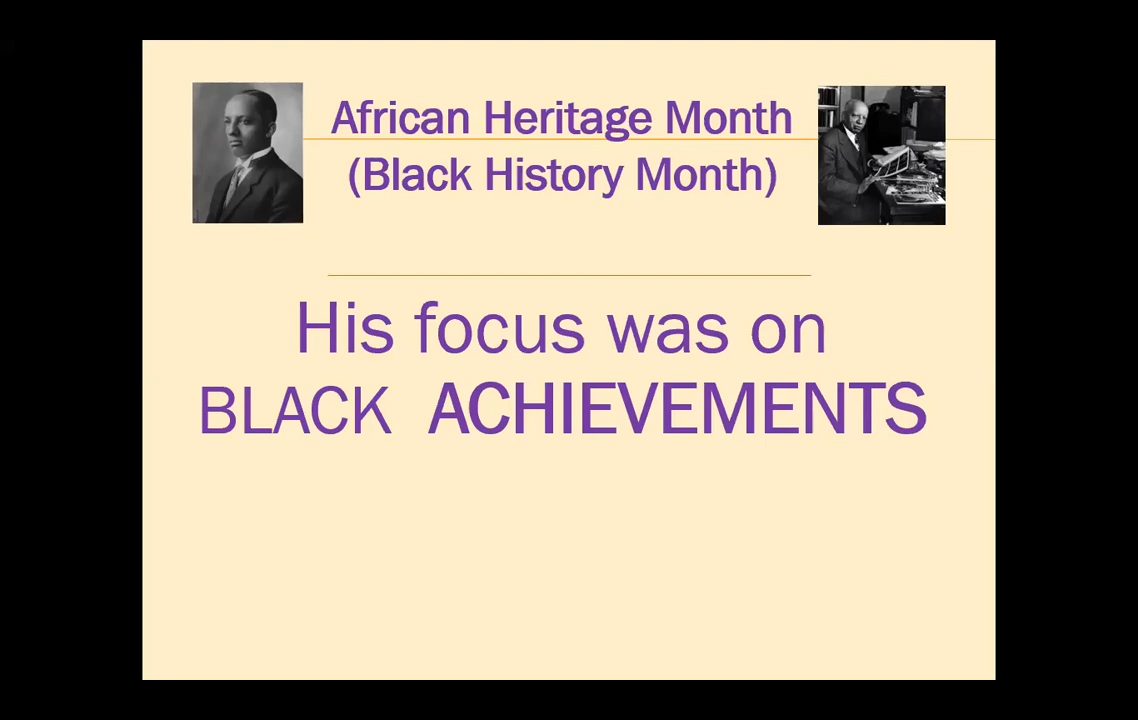 African Heritage Month
(Black History Month)
His focus was on
BLACK ACHIEVEMENTS